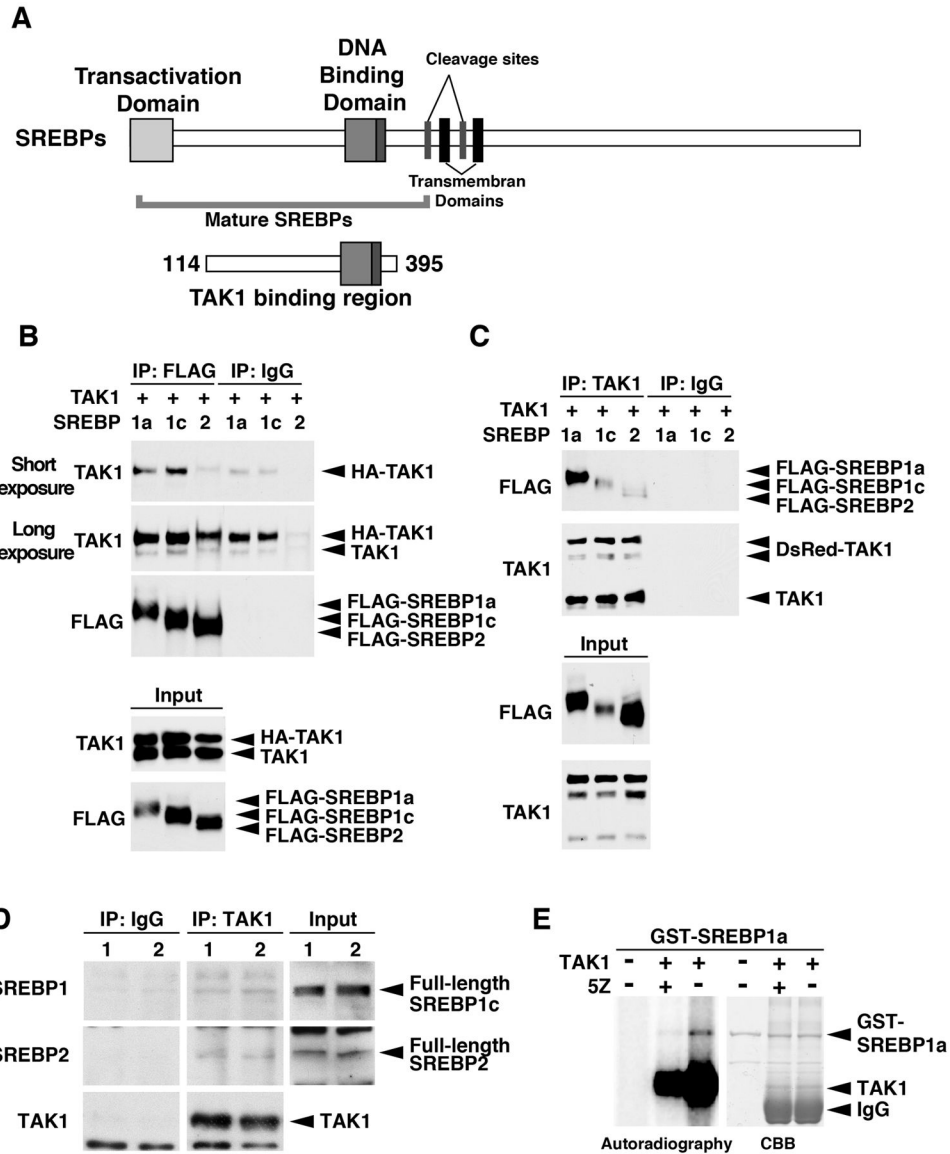 A
Transactivation
Domain
DNA
Binding
Domain
Cleavage sites
SREBPs
Transmembran
Domains
Mature SREBPs
114
395
TAK1 binding region
B
IP: FLAG IP: IgG
TAK1 + + + + + +
SREBP 1a 1c 2 1a 1c 2
Short
exposure
TAK1
HA-TAK1
Long
exposure
TAK1
HA-TAK1
TAK1
FLAG
FLAG-SREBP1a
FLAG-SREBP1c
FLAG-SREBP2
Input
TAK1
HA-TAK1
TAK1
FLAG
FLAG-SREBP1a
FLAG-SREBP1c
FLAG-SREBP2
C
IP: TAK1 IP: IgG
TAK1 + + + + + +
SREBP 1a 1c 2 1a 1c 2
FLAG
FLAG-SREBP1a
FLAG-SREBP1c
FLAG-SREBP2
TAK1
DsRed-TAK1
TAK1
Input
FLAG
TAK1
IP: IgG IP: TAK1 Input
1 2 1 2 1 2
SREBP1
Full-length
SREBP1c
SREBP2
Full-length
SREBP2
TAK1
TAK1
E
GST-SREBP1a
TAK1 - + + - + +
5Z - + - - + -
GST-
SREBP1a
TAK1
IgG
Autoradiography CBB